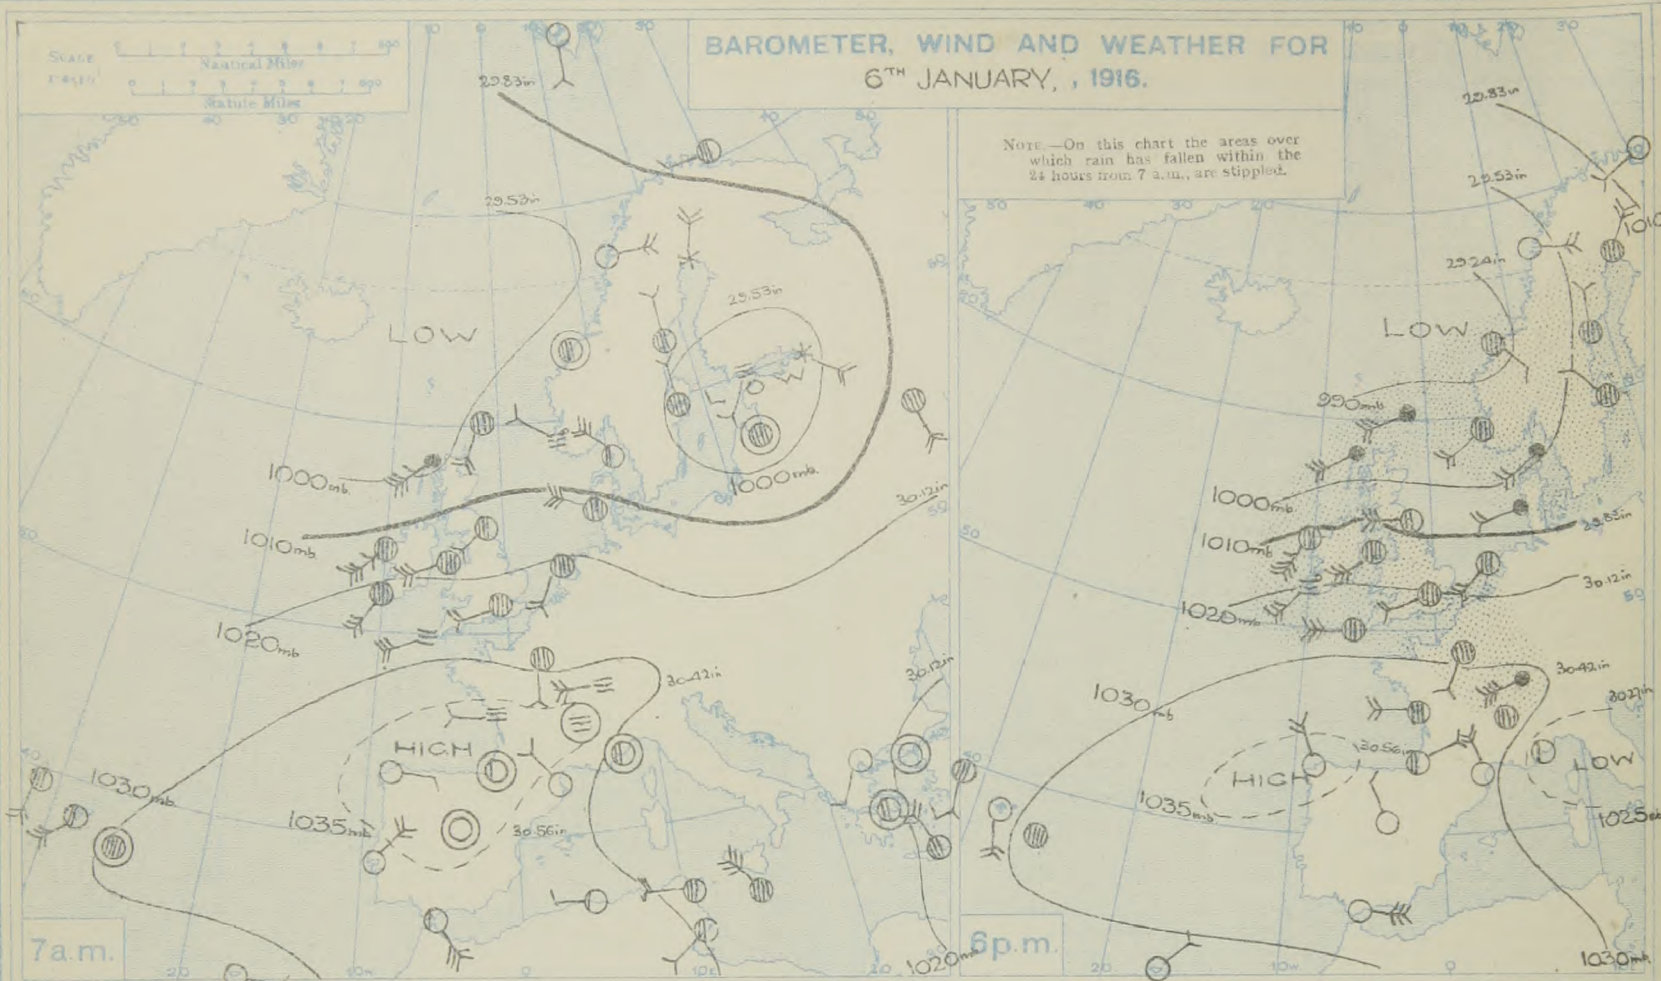 SCALE
Nautical Miles
Statute Miles
BAROMETER, WIND AND WEATHER FOR
6TH JANUARY, , 1916.
NOTE.—On this chart the areas over
which rain has fallen within the
24 hours from 7 a.m., are stippled.
29.83in
29.53in
LOW
29.53in
LOW
1000mb
1000mb
1010mb
30.12in
1020mb
30.42in
30.12in
HIGH
1030mb
1035mb
30.56in
1020mb
7a.m.
29.83in
29.53in
1010
29.24in
LOW
990mb
1000mb
1010mb
29.83in
1020mb
30.12in
30.42in
1030mb
30.27in
30.56in
HIGH
LOW
1035mb
1025mb
1030mb
6p.m.